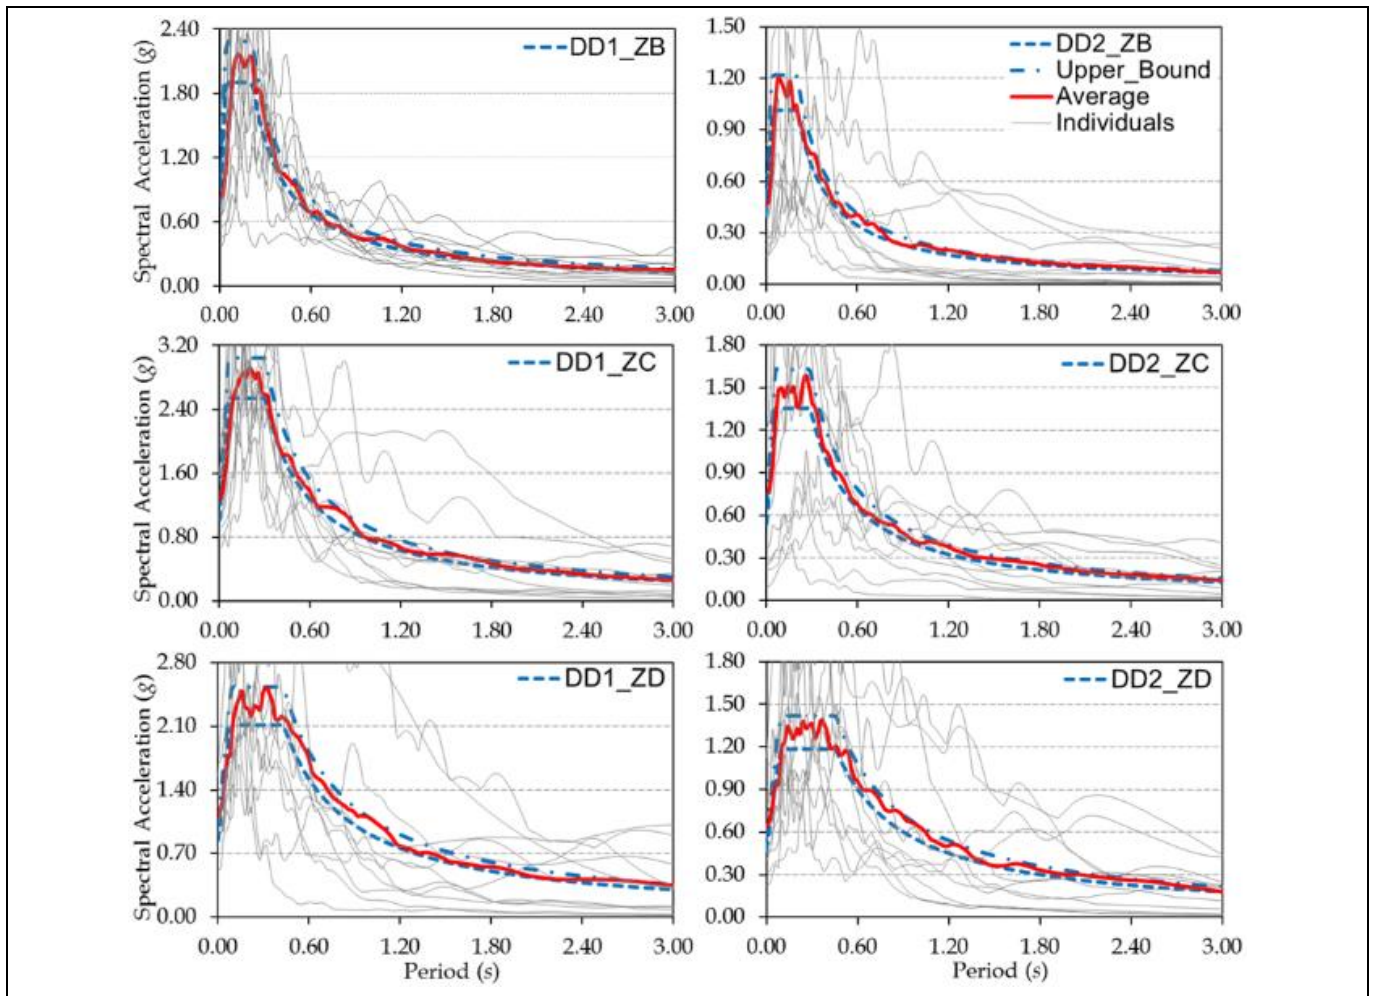 Spectral Acceleration (g)
2.40
1.80
1.20
0.60
0.00
DD1_ZB
0.00 0.60 1.20 1.80 2.40 3.00
1.50
1.20
0.90
0.60
0.30
0.00
DD2_ZB
Upper_Bound
Average
Individuals
0.00 0.60 1.20 1.80 2.40 3.00
Spectral Acceleration (g)
3.20
2.40
1.60
0.80
0.00
DD1_ZC
0.00 0.60 1.20 1.80 2.40 3.00
1.80
1.50
1.20
0.90
0.60
0.30
0.00
DD2_ZC
0.00 0.60 1.20 1.80 2.40 3.00
Spectral Acceleration (g)
2.80
2.10
1.40
0.70
0.00
DD1_ZD
0.00 0.60 1.20 1.80 2.40 3.00
Period (s)
1.80
1.50
1.20
0.90
0.60
0.30
0.00
DD2_ZD
0.00 0.60 1.20 1.80 2.40 3.00
Period (s)